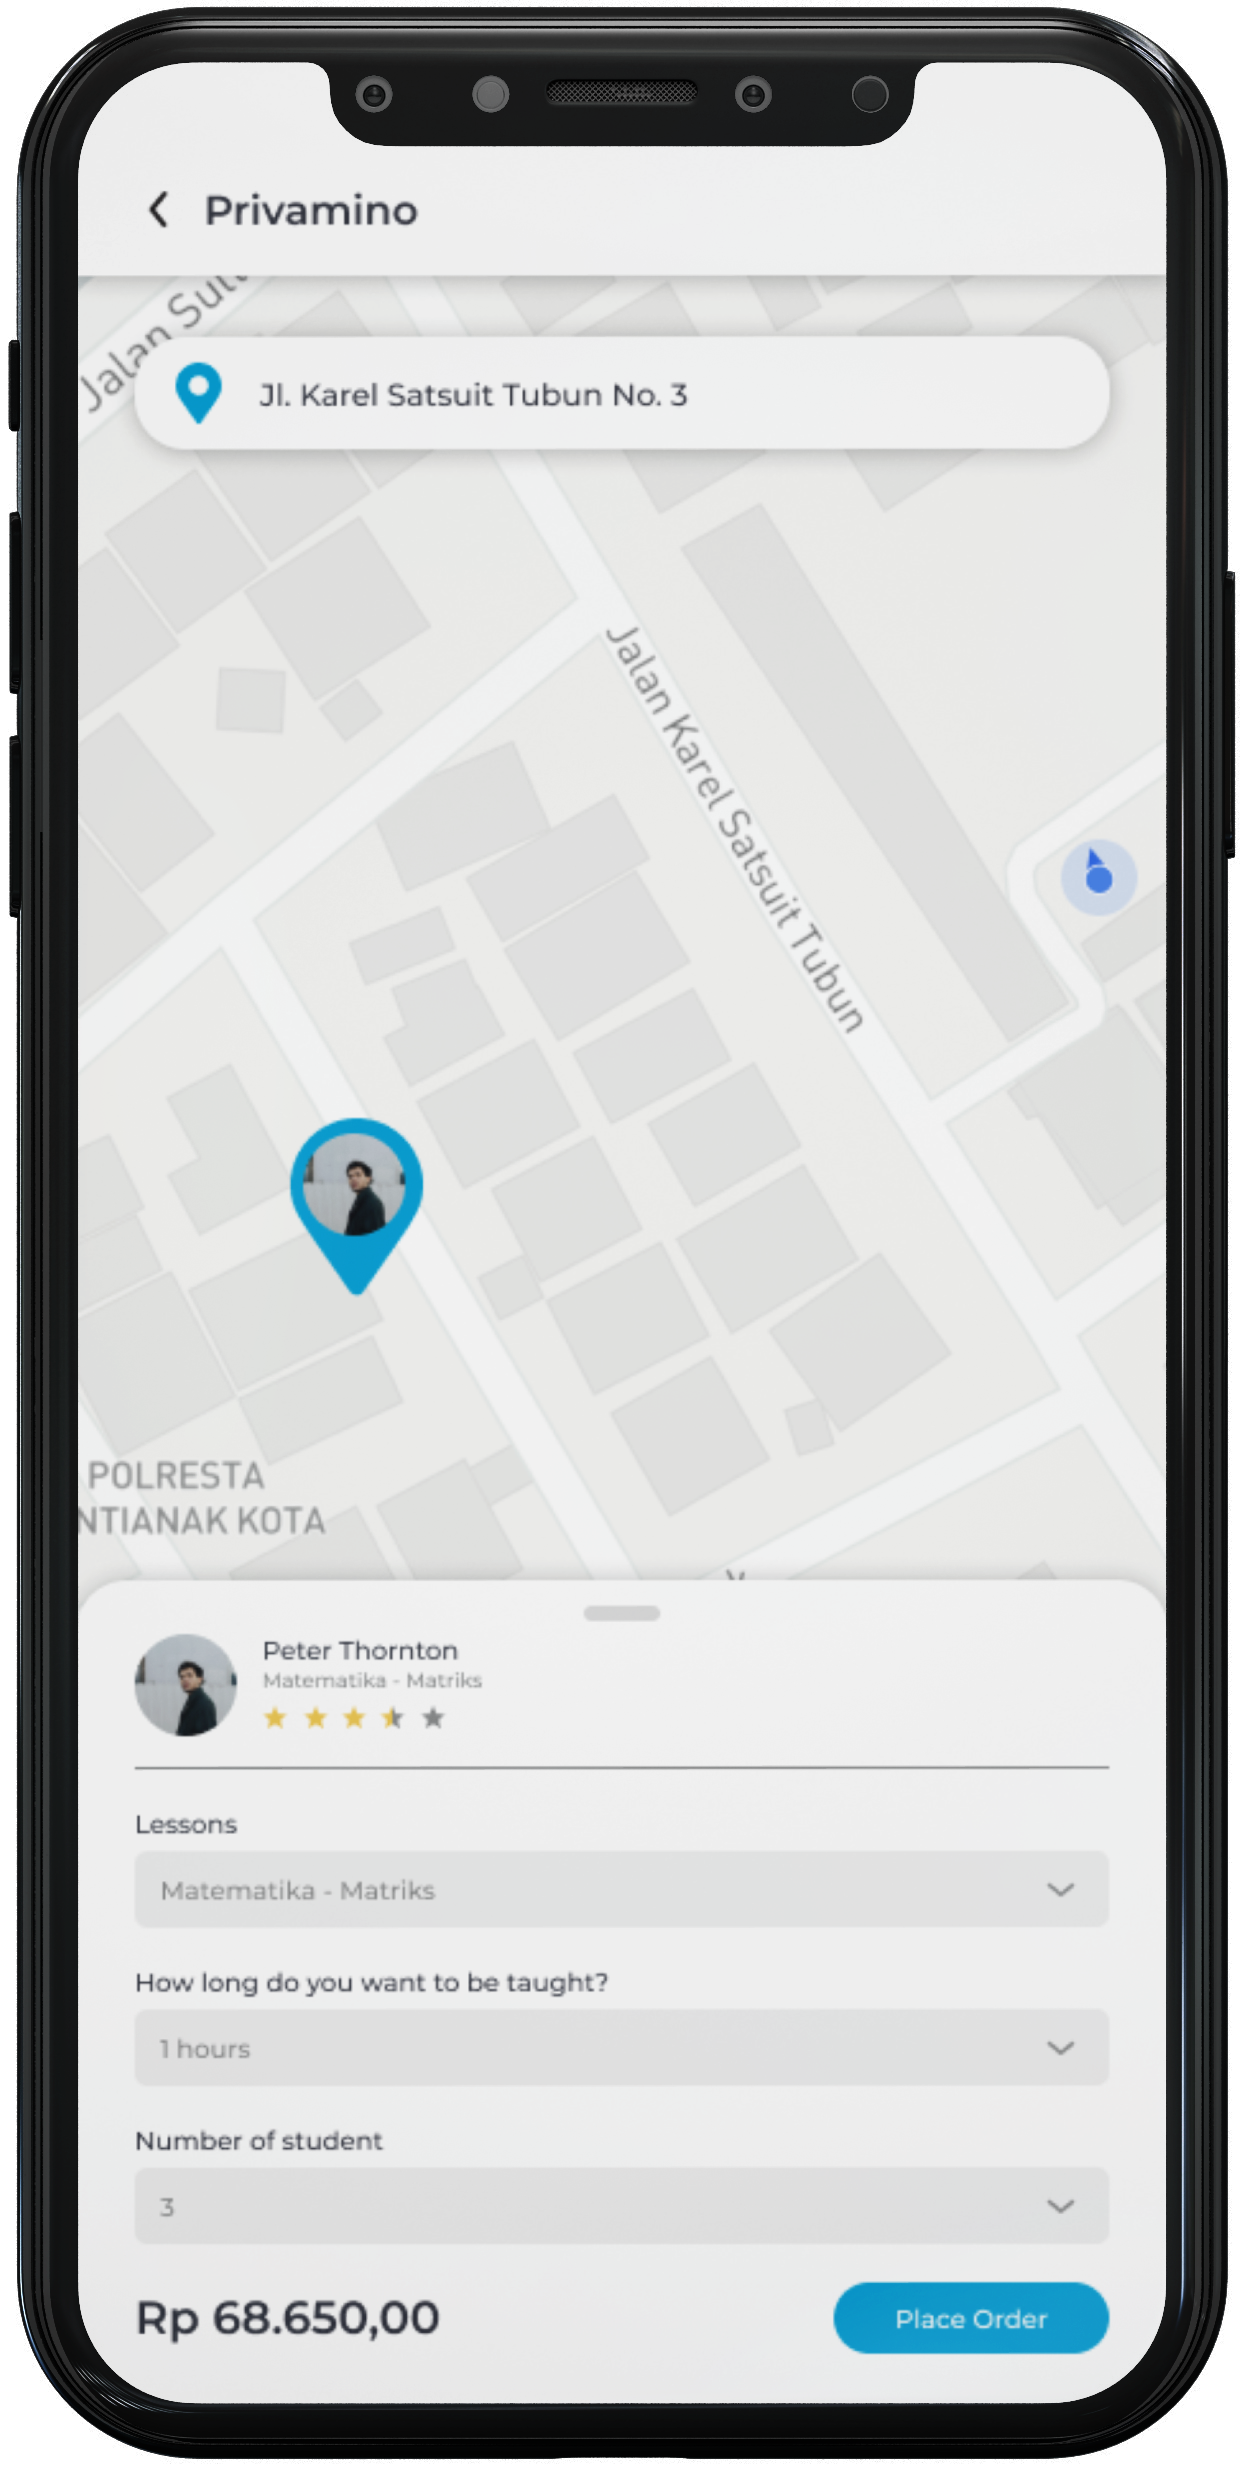 Privamino
Jalan
Jl. Karel Satsuit Tubun No. 3
Jalan Karel Satsuit Tubun
POLRESTA
NTIANAK KOTA
Peter Thornton
Matematika - Matriks
Lessons
Matematika - Matriks
How long do you want to be taught?
1 hours
Number of student
3
Rp 68.650,00
Place Order